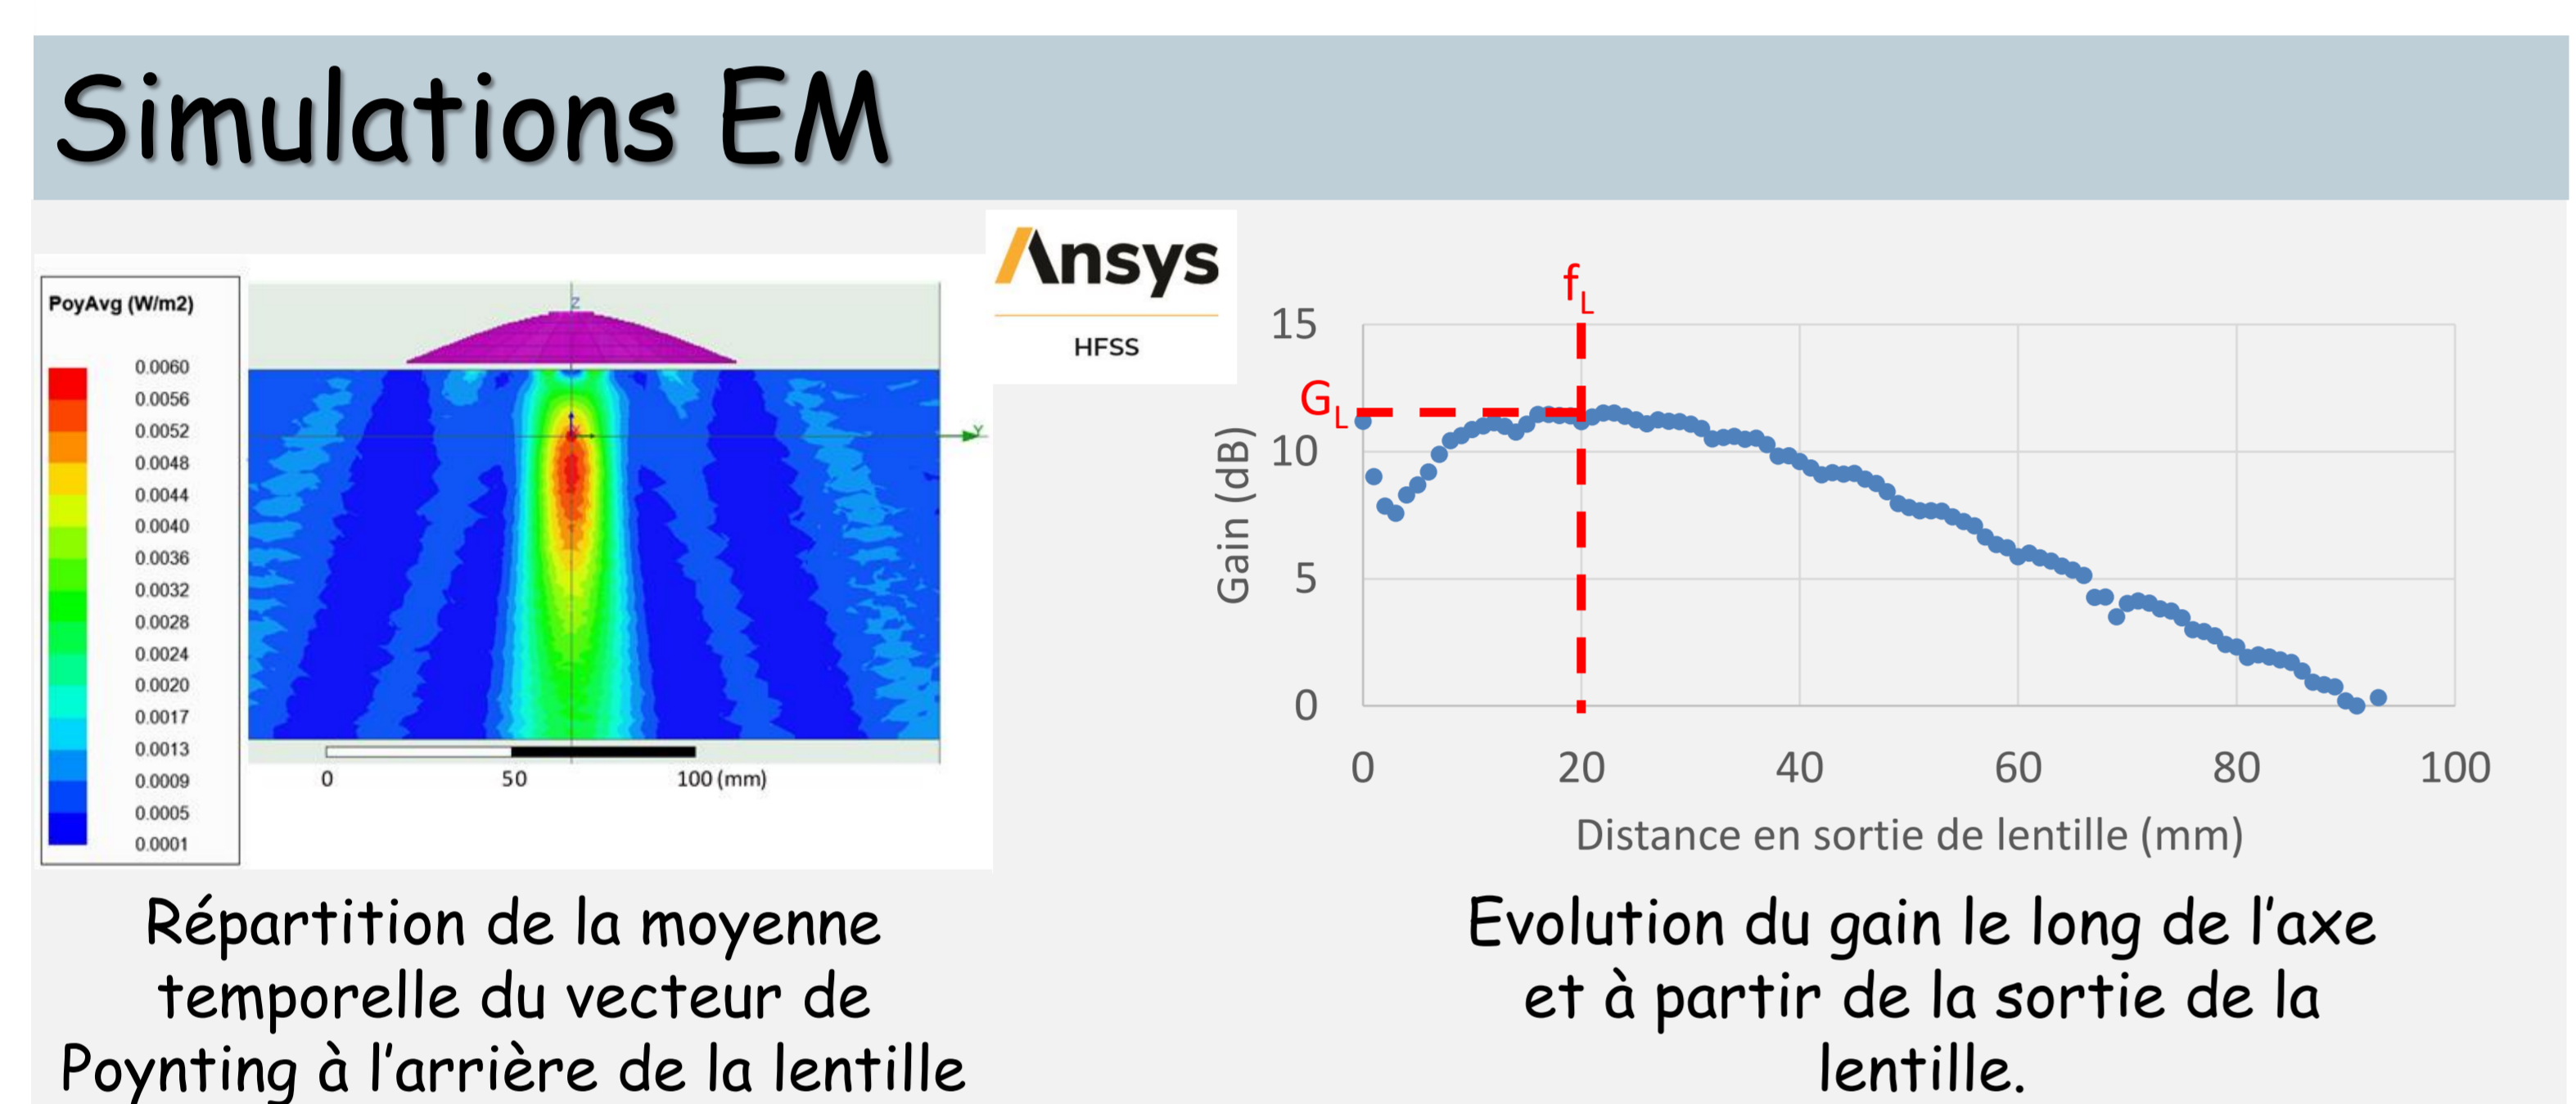 Simulations EM
PoyAvg (W/m2)
0.0060
0.0056
0.0052
0.0048
0.0044
0.0040
0.0036
0.0032
0.0028
0.0024
0.0020
0.0017
0.0013
0.0009
0.0005
0.0001
Z
Y
0 50 100 (mm)
Ansys
HFSS
fL
GL
Gain (dB)
15
10
5
0
0 20 40 60 80 100
Distance en sortie de lentille (mm)
Répartition de la moyenne
temporelle du vecteur de
Poynting à l'arrière de la lentille
Evolution du gain le long de l'axe
et à partir de la sortie de la
lentille.